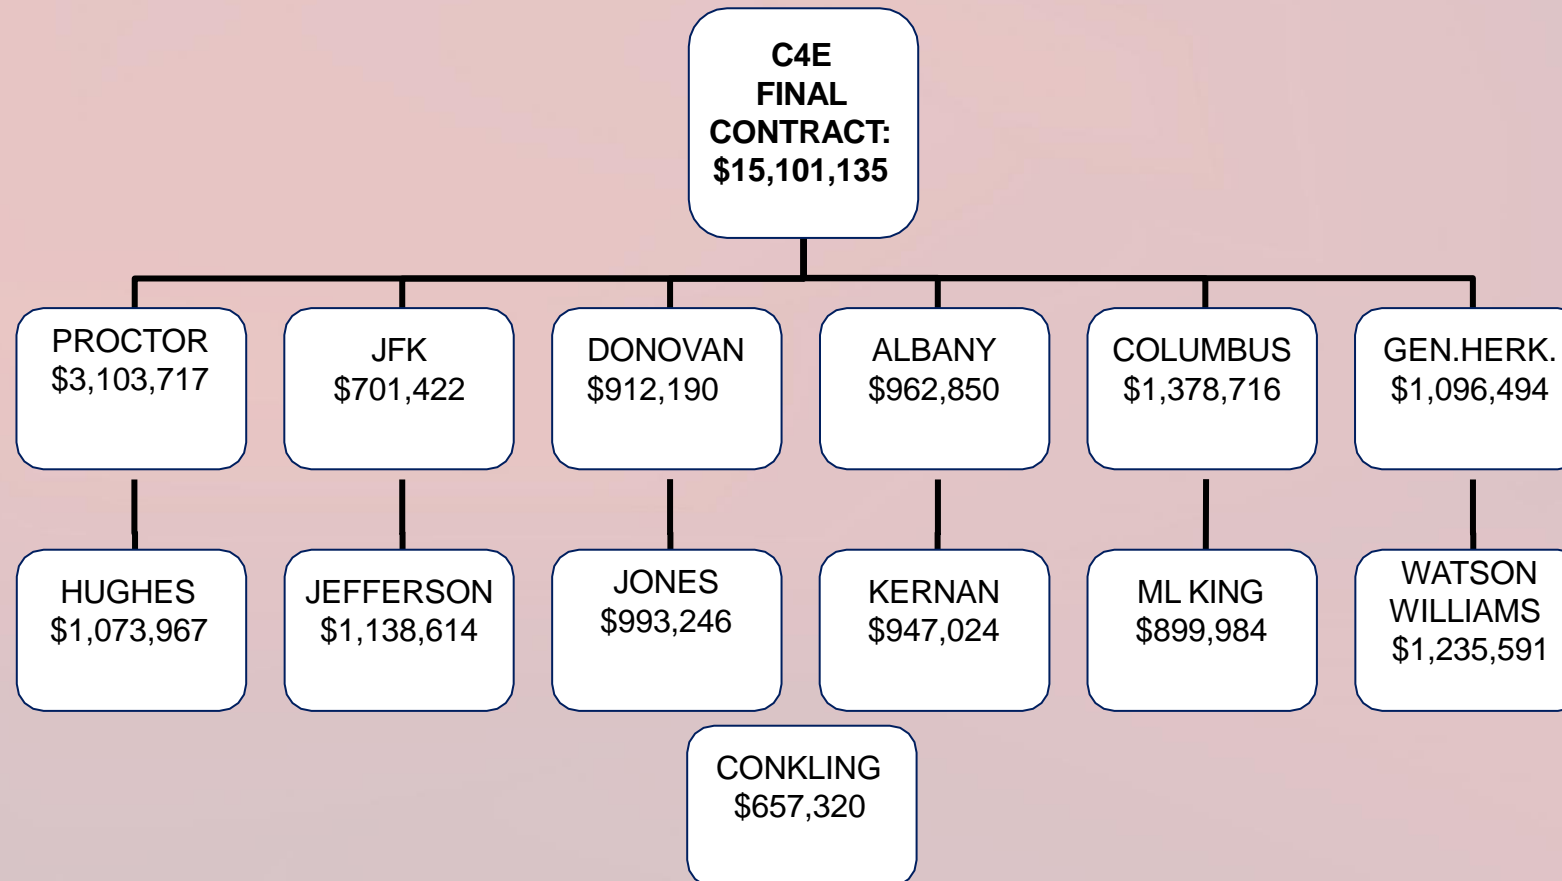 C4E
FINAL
CONTRACT:
$15,101,135
PROCTOR
$3,103,717
JFK
$701,422
DONOVAN
$912,190
ALBANY
$962,850
COLUMBUS
$1,378,716
GEN.HERK.
$1,096,494
HUGHES
$1,073,967
JEFFERSON
$1,138,614
JONES
$993,246
KERNAN
$947,024
ML KING
$899,984
WATSON
WILLIAMS
$1,235,591
CONKLING
$657,320